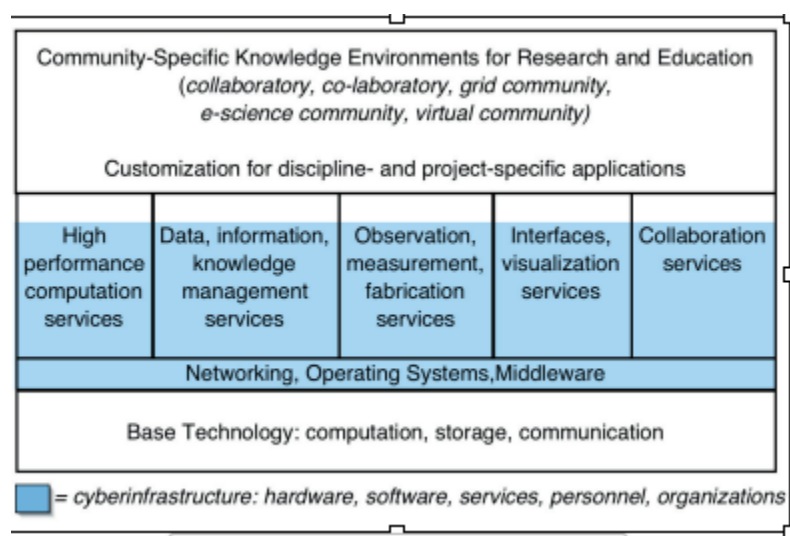 Community-Specific Knowledge Environments for Research and Education
(collaboratory, co-laboratory, grid community,
e-science community, virtual community)
Customization for discipline- and project-specific applications
High
performance
computation
services
Data, information,
knowledge
management
services
Observation,
measurement,
fabrication
services
Interfaces,
visualization
services
Collaboration
services
Networking, Operating Systems,Middleware
Base Technology: computation, storage, communication
= cyberinfrastructure: hardware, software, services, personnel, organizations